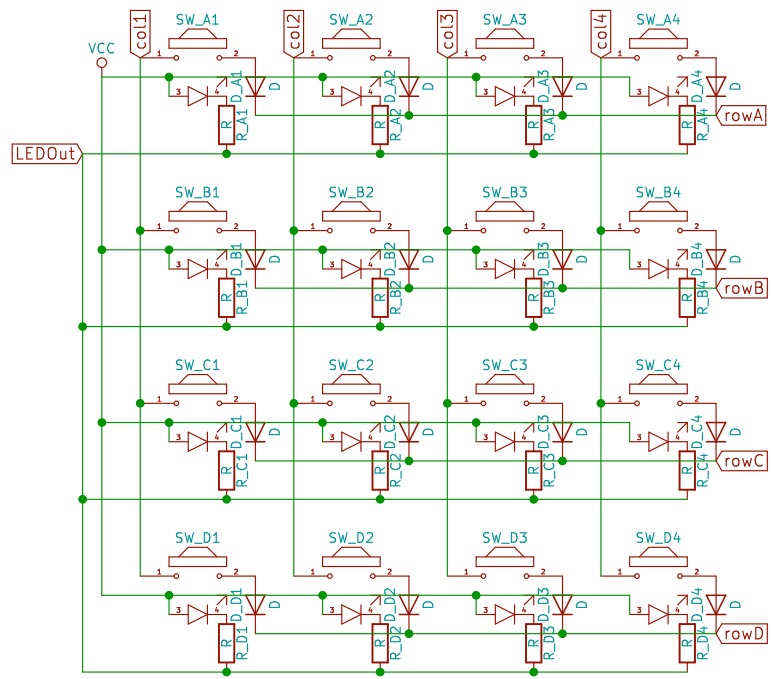 col1 SW_A1 col2 SW_A2 col3 SW_A3 col4 SW_A4
VCC
1 2 1 2 1 2 1 2
3 4 D_A1 D 3 4 D_A2 D 3 4 D_A3 D 3 4 D_A4 D
R R_A1 R R_A2 R R_A3 R R_A4 rowA
LEDOut
SW_B1 SW_B2 SW_B3 SW_B4
1 2 1 2 1 2 1 2
3 4 D_B1 D 3 4 D_B2 D 3 4 D_B3 D 3 4 D_B4 D
R R_B1 R R_B2 R R_B3 R R_B4 rowB
SW_C1 SW_C2 SW_C3 SW_C4
1 2 1 2 1 2 1 2
3 4 D_C1 D 3 4 D_C2 D 3 4 D_C3 D 3 4 D_C4 D
R R_C1 R R_C2 R R_C3 R R_C4 rowC
SW_D1 SW_D2 SW_D3 SW_D4
1 2 1 2 1 2 1 2
3 4 D_D1 D 3 4 D_D2 D 3 4 D_D3 D 3 4 D_D4 D
R R_D1 R R_D2 R R_D3 R R_D4 rowD